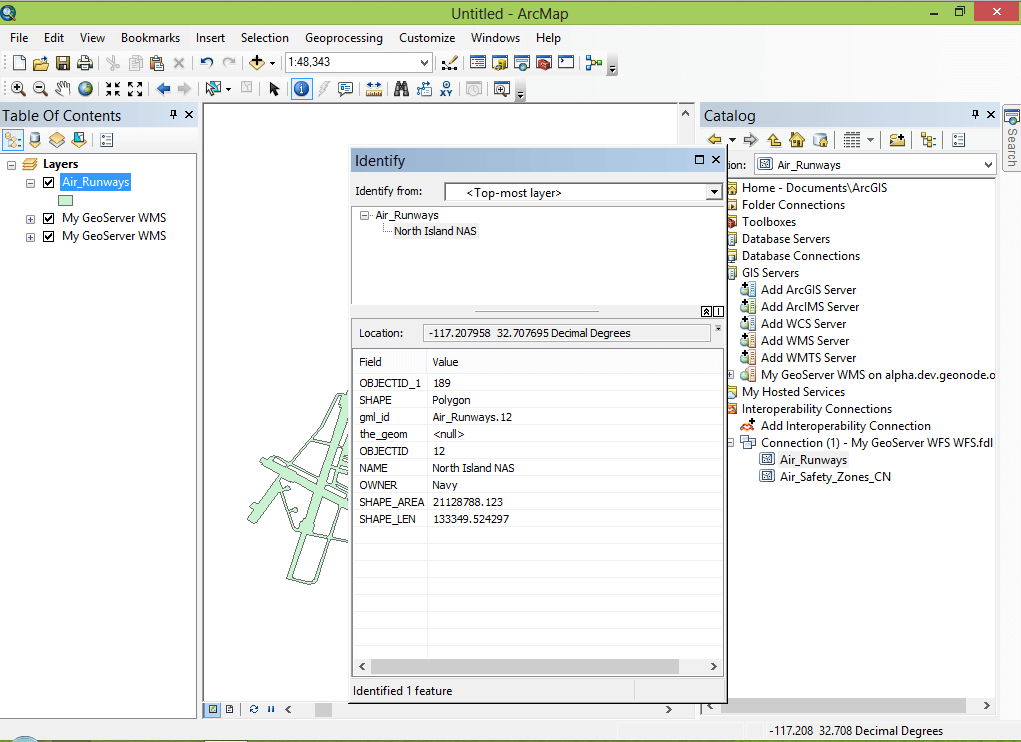 Untitled - ArcMap
File Edit View Bookmarks Insert Selection Geoprocessing Customize Windows Help
1:48,343
Table Of Contents
Layers
Air_Runways
My GeoServer WMS
My GeoServer WMS
Identify
Identify from: <Top-most layer>
Air_Runways
North Island NAS
Location: -117.207958 32.707695 Decimal Degrees
Field Value
OBJECTID_1 189
SHAPE Polygon
gml_id Air_Runways.12
the_geom <null>
OBJECTID 12
NAME North Island NAS
OWNER Navy
SHAPE_AREA 21128788.123
SHAPE_LEN 133349.524297
Identified 1 feature
Catalog
ion: Air_Runways
Home - Documents\ArcGIS
Folder Connections
Toolboxes
Database Servers
Database Connections
GIS Servers
Add ArcGIS Server
Add ArcIMS Server
Add WCS Server
Add WMS Server
Add WMTS Server
My GeoServer WMS on alpha.dev.geonode.o
My Hosted Services
Interoperability Connections
Add Interoperability Connection
Connection (1) - My GeoServer WFS WFS.fdl
Air_Runways
Air_Safety_Zones_CN
Search
-117.208 32.708 Decimal Degrees